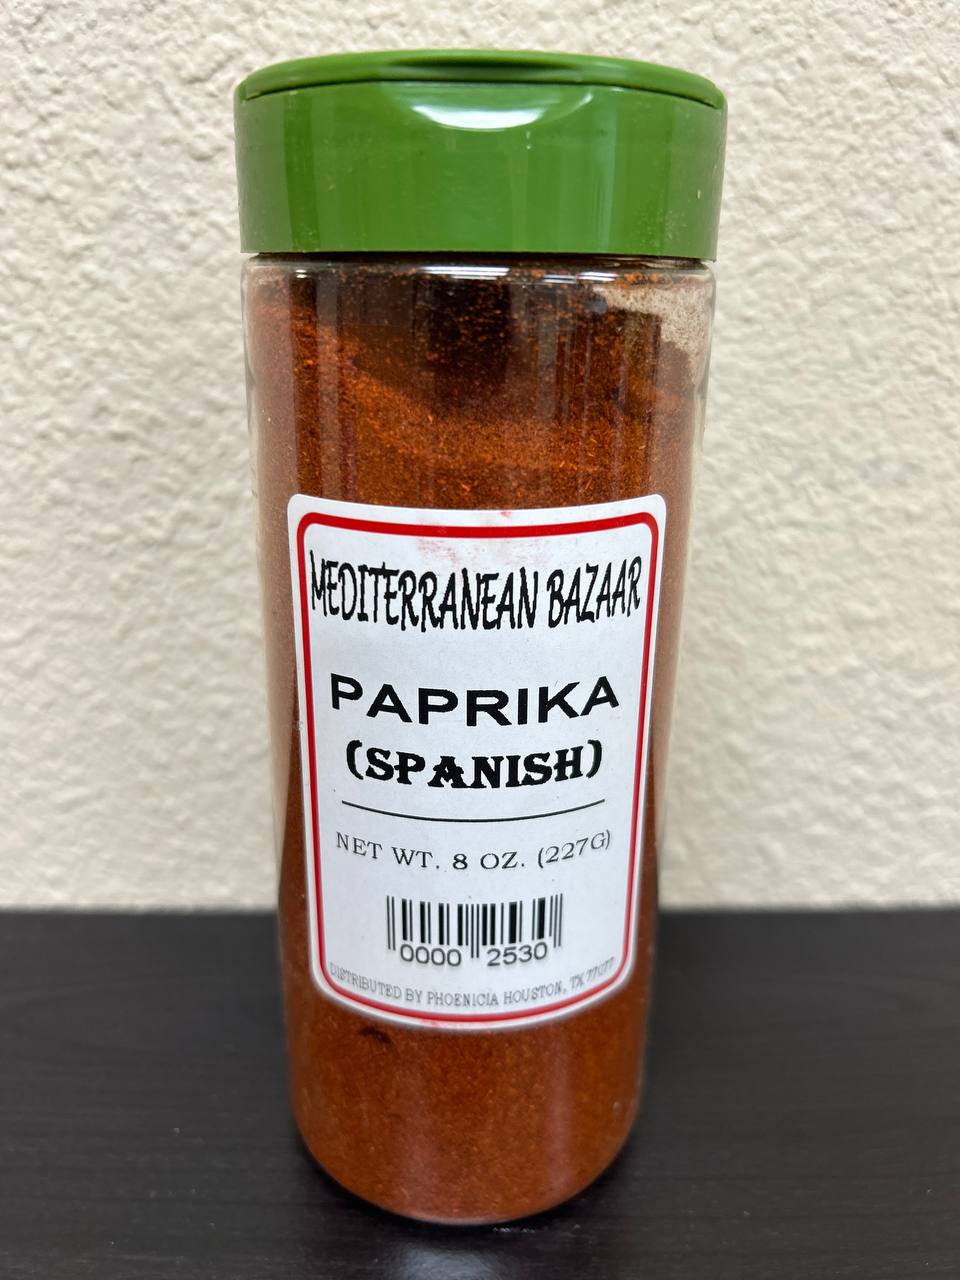 MEDITERRANEAN BAZAAR
PAPRIKA
(SPANISH)
NET WT. 8 OZ. (227G)
0000 2530
DISTRIBUTED BY PHOENICIA HOUSTON, TX 77077